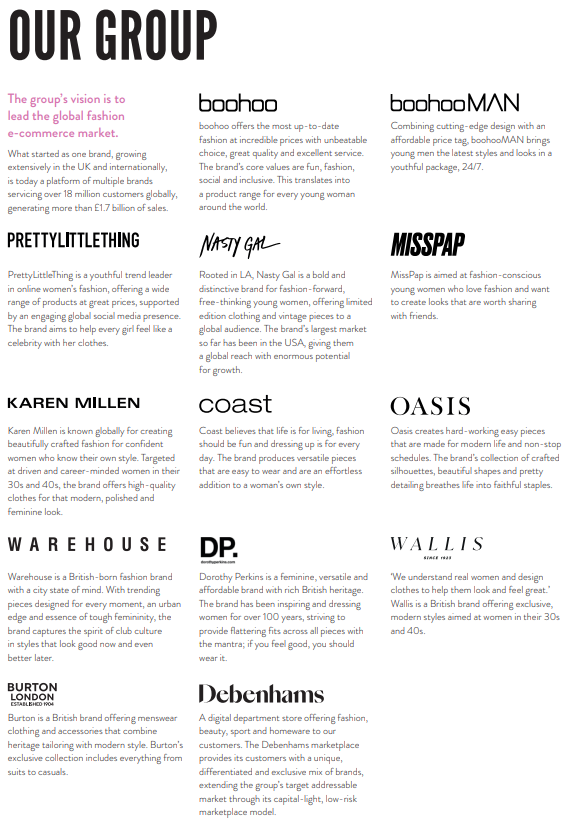 OUR GROUP
The group's vision is to
lead the global fashion
e-commerce market.
What started as one brand, growing
extensively in the UK and internationally,
is today a platform of multiple brands
servicing over 18 million customers globally,
generating more than £1.7 billion of sales.
boohoo
boohoo offers the most up-to-date
fashion at incredible prices with unbeatable
choice, great quality and excellent service.
The brand's core values are fun, fashion,
social and inclusive. This translates into
a product range for every young woman
around the world.
boohooMAN
Combining cutting-edge design with an
affordable price tag, boohooMAN brings
young men the latest styles and looks in a
youthful package, 24/7.
PRETTYLITTLETHING
PrettyLittleThing is a youthful trend leader
in online women's fashion, offering a wide
range of products at great prices, supported
by an engaging global social media presence.
The brand aims to help every girl feel like a
celebrity with her clothes.
NASTY GAL
Rooted in LA, Nasty Gal is a bold and
distinctive brand for fashion-forward,
free-thinking young women, offering limited
edition clothing and vintage pieces to a
global audience. The brand's largest market
so far has been in the USA, giving them
a global reach with enormous potential
for growth.
MISSPAP
MissPap is aimed at fashion-conscious
young women who love fashion and want
to create looks that are worth sharing
with friends.
KAREN MILLEN
Karen Millen is known globally for creating
beautifully crafted fashion for confident
women who know their own style. Targeted
at driven and career-minded women in their
30s and 40s, the brand offers high-quality
clothes for that modern, polished and
feminine look.
coast
Coast believes that life is for living, fashion
should be fun and dressing up is for every
day. The brand produces versatile pieces
that are easy to wear and are an effortless
addition to a woman's own style.
OASIS
Oasis creates hard-working easy pieces
that are made for modern life and non-stop
schedules. The brand's collection of crafted
silhouettes, beautiful shapes and pretty
detailing breathes life into faithful staples.
WAREHOUSE
Warehouse is a British-born fashion brand
with a city state of mind. With trending
pieces designed for every moment, an urban
edge and essence of tough femininity, the
brand captures the spirit of club culture
in styles that look good now and even
better later.
DP.
dorothyperkins.com
Dorothy Perkins is a feminine, versatile and
affordable brand with rich British heritage.
The brand has been inspiring and dressing
women for over 100 years, striving to
provide flattering fits across all pieces with
the mantra; if you feel good, you should
wear it.
WALLIS
SINCE 1923
'We understand real women and design
clothes to help them look and feel great.'
Wallis is a British brand offering exclusive,
modern styles aimed at women in their 30s
and 40s.
BURTON
LONDON
ESTABLISHED 1904
Burton is a British brand offering menswear
clothing and accessories that combine
heritage tailoring with modern style. Burton's
exclusive collection includes everything from
suits to casuals.
Debenhams
A digital department store offering fashion,
beauty, sport and homeware to our
customers. The Debenhams marketplace
provides its customers with a unique,
differentiated and exclusive mix of brands,
extending the group's target addressable
market through its capital-light, low-risk
marketplace model.